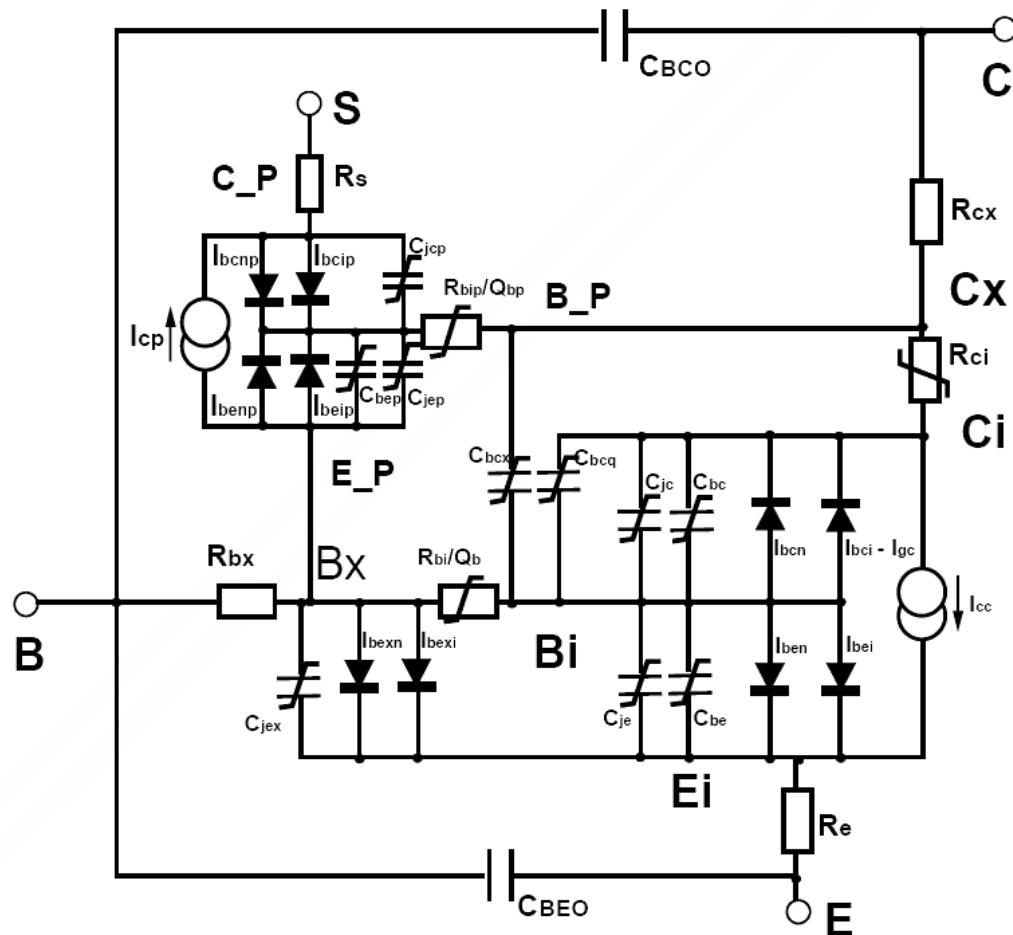 CBCO
C
S
C_P
Rs
Rcx
Ibcnp
Ibcip
Cjcp
Rbip/Qbp
B_P
Cx
Icp
Rci
Ibenp
Ibeip
Cbep
Cjep
Ci
E_P
Cbcx
Cbcq
Cjc
Cbc
Ibcn
Ibci - Igc
Rbx
Bx
Rbi/Qb
Icc
B
Ibexn
Ibexi
Bi
Iben
Ibei
Cjex
Cje
Cbe
Ei
Re
CBEO
E